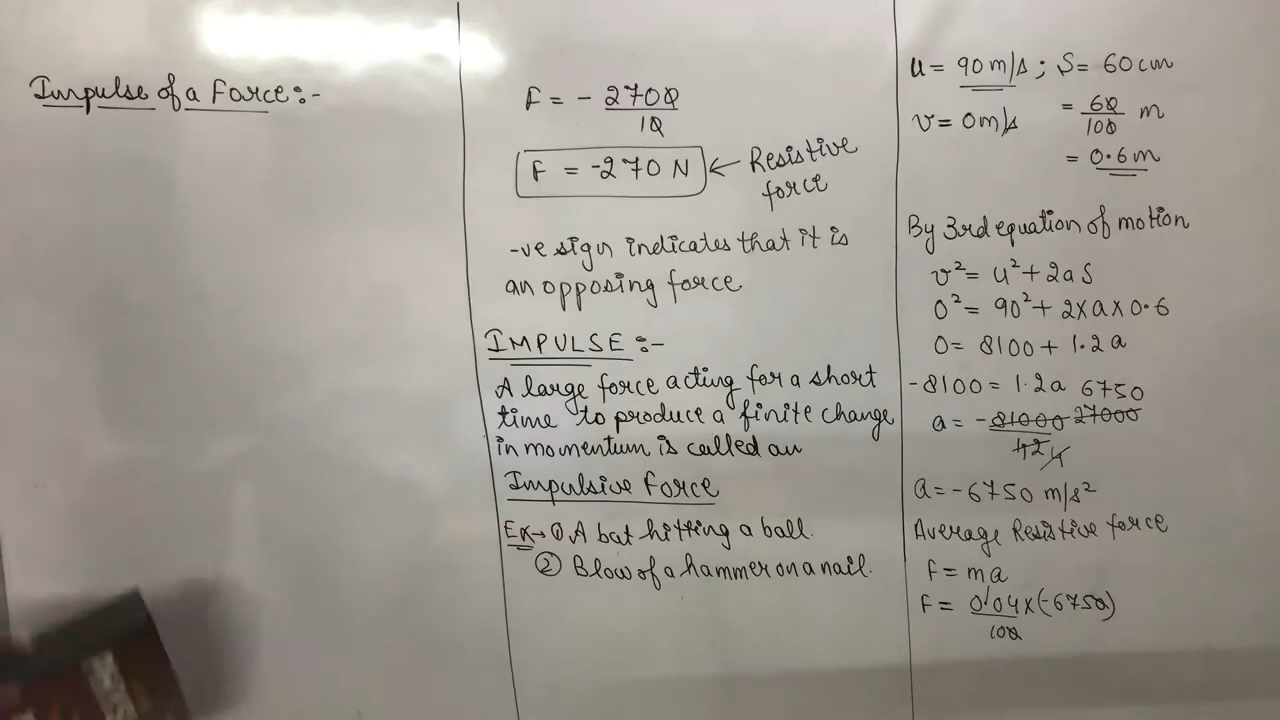 Impulse of a Force:-
F = - 2700
10
F = -270 N ← Resistive
force
-ve sign indicates that it is
an opposing force
IMPULSE :-
A large force acting for a short
time to produce a finite change
in momentum is called an
Impulsive Force
Ex→ ① A bat hitting a ball.
② Blow of a hammer on a nail.
u = 90 m/s ; S = 60 cm
v = 0 m/s = 60/100 m
= 0.6 m
By 3rd equation of motion
v² = u² + 2aS
0² = 90² + 2×a×0.6
0 = 8100 + 1.2a
-8100 = 1.2a 6750
a = - 81000 27000
12 4
a = -6750 m/s²
Average Resistive force
F = ma
F = 0.04×(-6750)
100